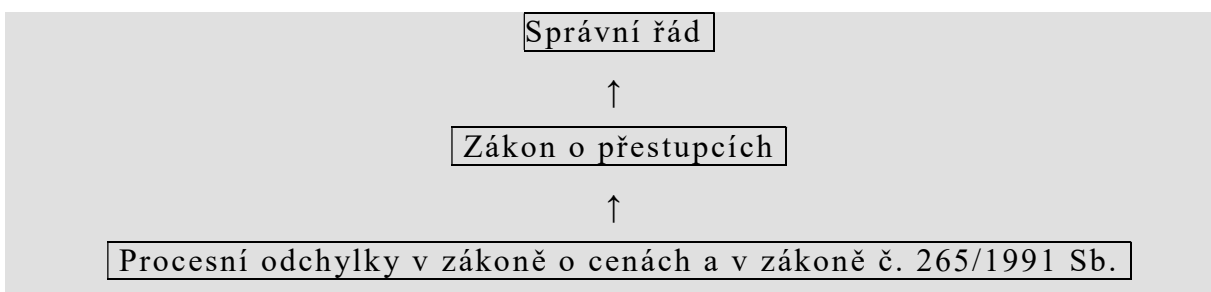 Správní řád
↑
Zákon o přestupcích
↑
Procesní odchylky v zákoně o cenách a v zákoně č. 265/1991 Sb.